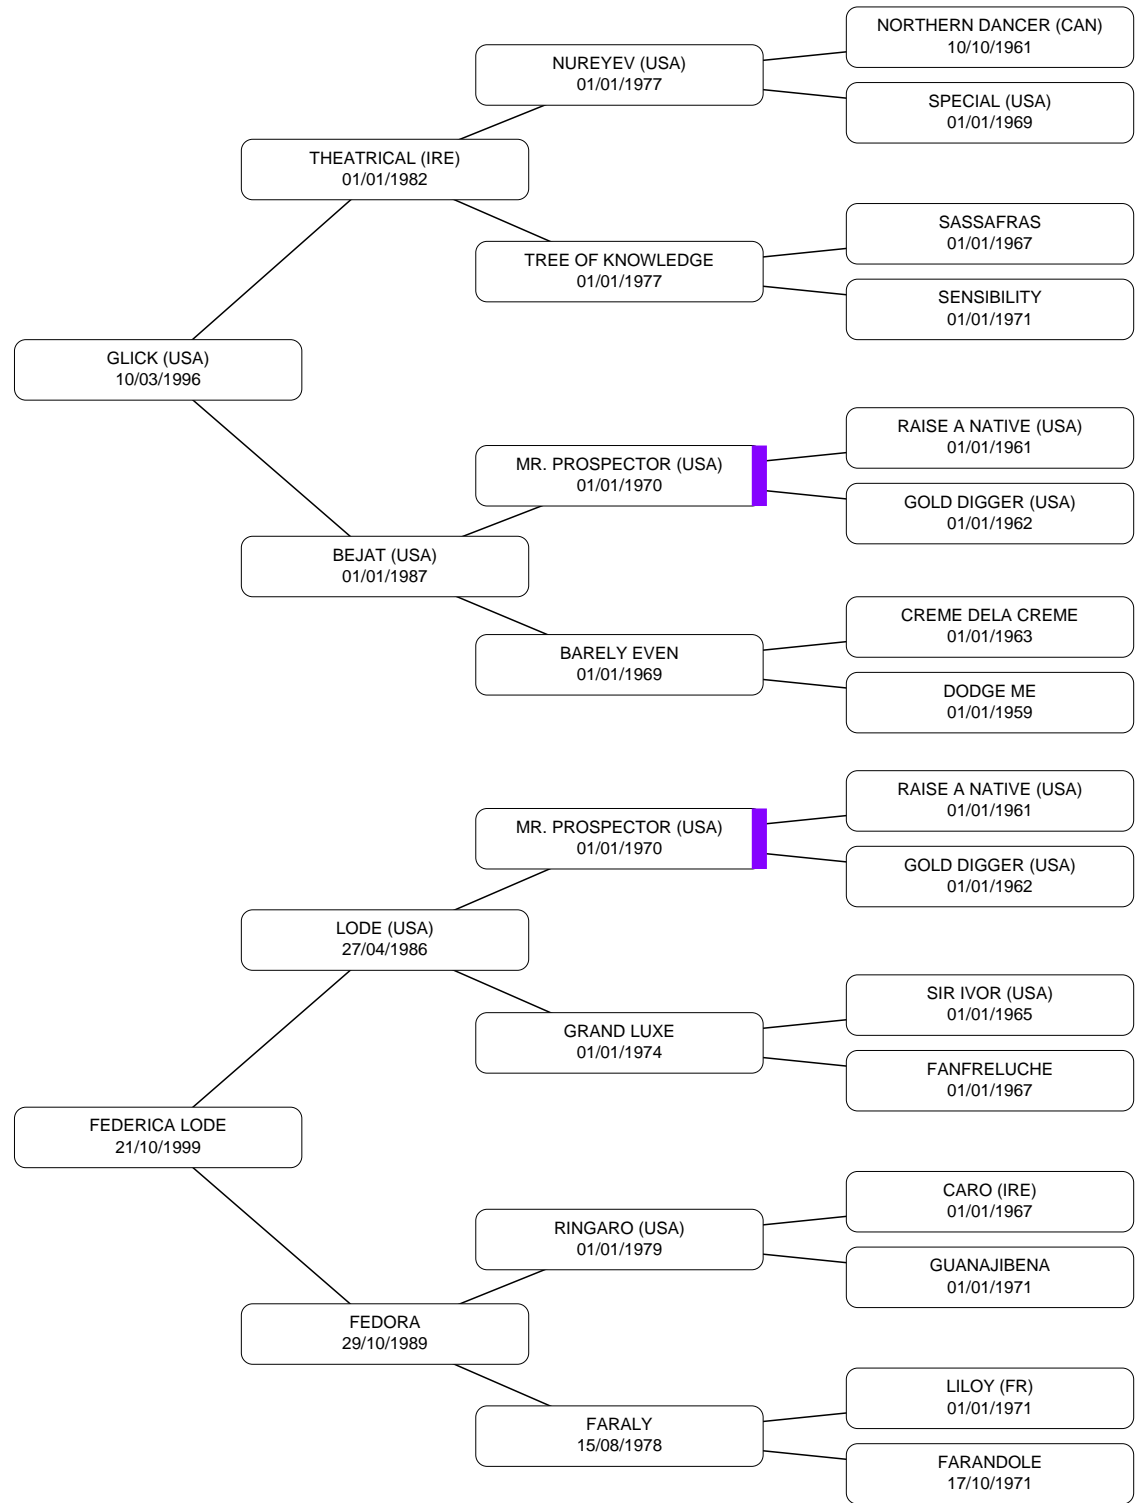 NORTHERN DANCER (CAN)
10/10/1961
NUREYEV (USA)
01/01/1977
SPECIAL (USA)
01/01/1969
THEATRICAL (IRE)
01/01/1982
SASSAFRAS
01/01/1967
TREE OF KNOWLEDGE
01/01/1977
SENSIBILITY
01/01/1971
GLICK (USA)
10/03/1996
RAISE A NATIVE (USA)
01/01/1961
MR. PROSPECTOR (USA)
01/01/1970
GOLD DIGGER (USA)
01/01/1962
BEJAT (USA)
01/01/1987
CREME DELA CREME
01/01/1963
BARELY EVEN
01/01/1969
DODGE ME
01/01/1959
RAISE A NATIVE (USA)
01/01/1961
MR. PROSPECTOR (USA)
01/01/1970
GOLD DIGGER (USA)
01/01/1962
LODE (USA)
27/04/1986
SIR IVOR (USA)
01/01/1965
GRAND LUXE
01/01/1974
FANFRELUCHE
01/01/1967
FEDERICA LODE
21/10/1999
CARO (IRE)
01/01/1967
RINGARO (USA)
01/01/1979
GUANAJIBENA
01/01/1971
FEDORA
29/10/1989
LILOY (FR)
01/01/1971
FARALY
15/08/1978
FARANDOLE
17/10/1971